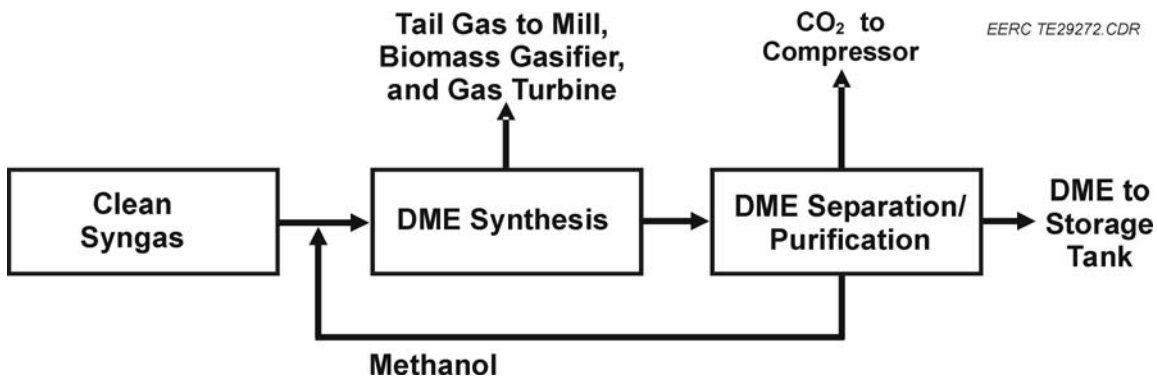 Tail Gas to Mill,
Biomass Gasifier,
and Gas Turbine
CO₂ to
Compressor
EERC TE29272.CDR
Clean
Syngas
DME Synthesis
DME Separation/
Purification
DME to
Storage
Tank
Methanol